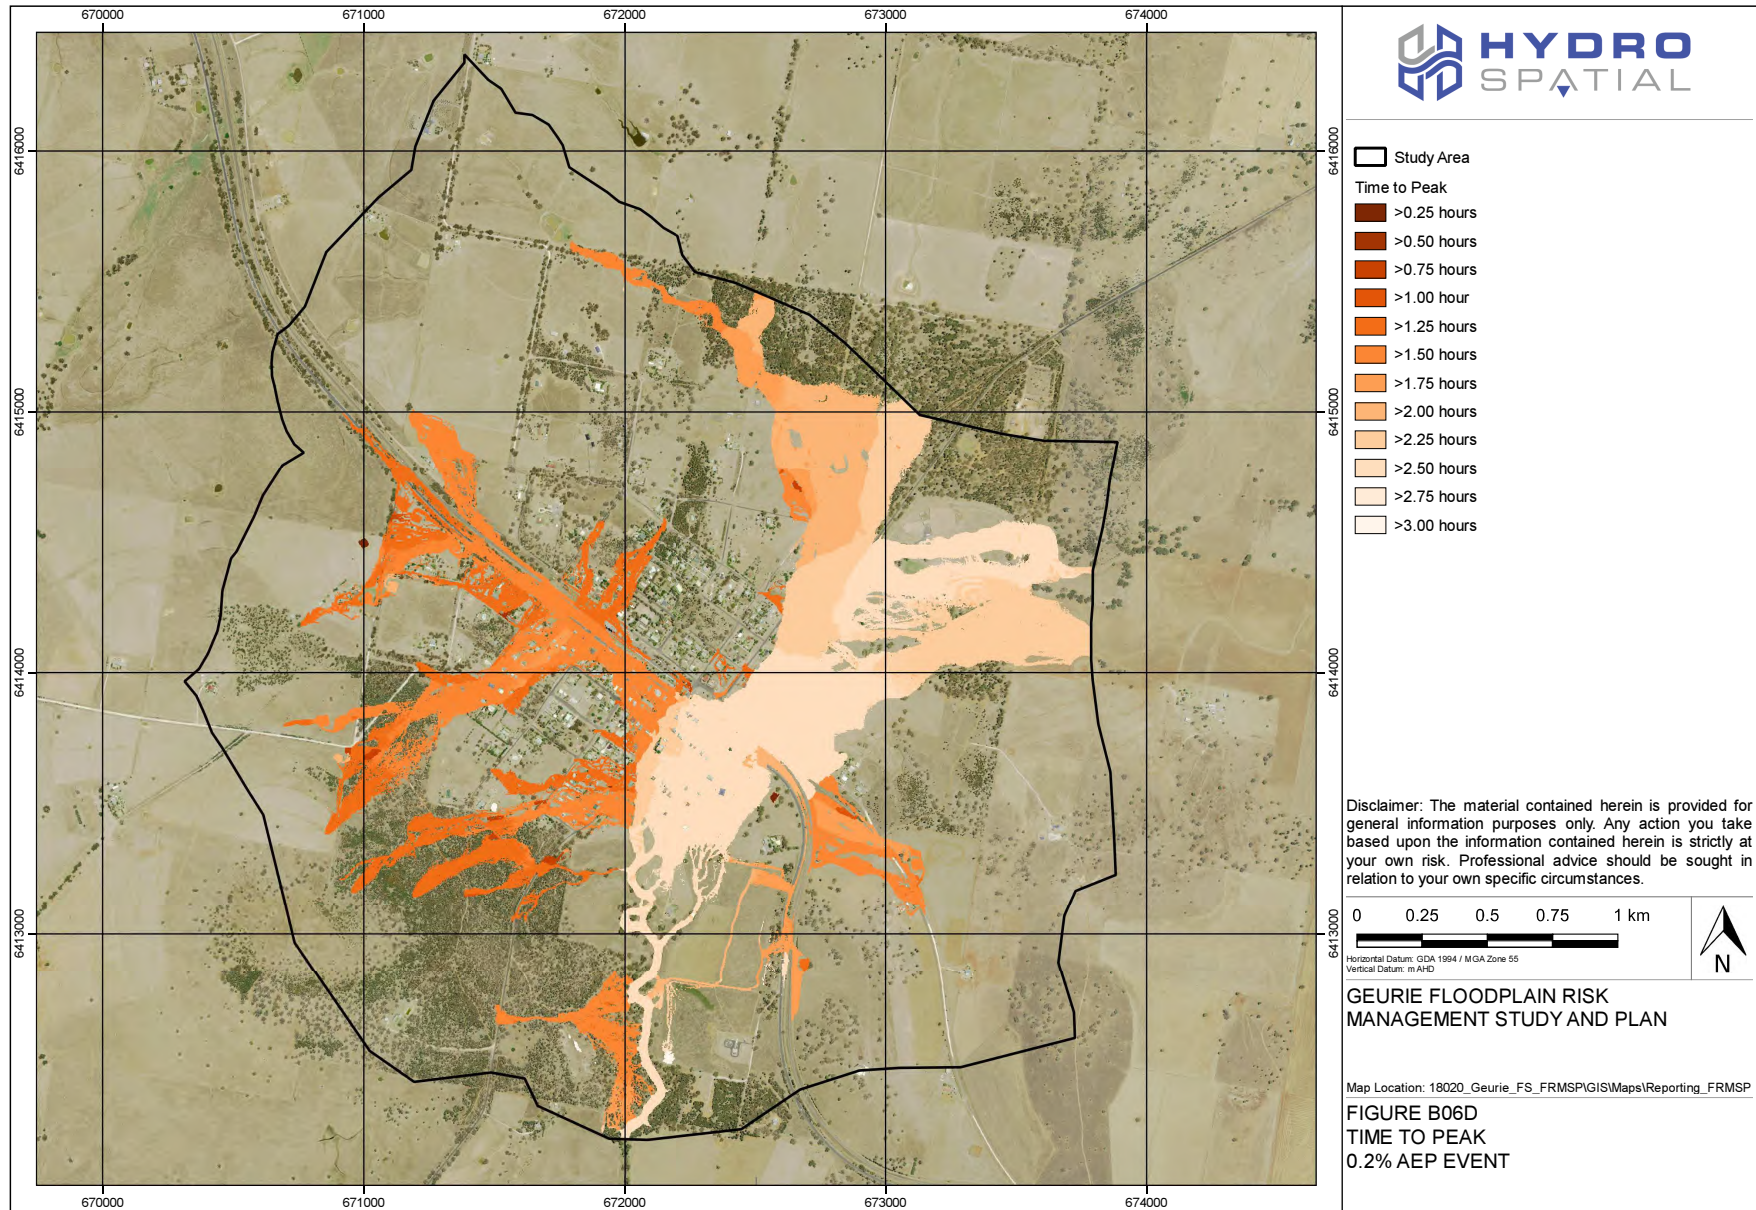 670000 671000 672000 673000 674000
6416000 6416000
6415000 6415000
6414000 6414000
6413000 6413000
670000 671000 672000 673000 674000
HYDRO
SPATIAL
Study Area
Time to Peak
>0.25 hours
>0.50 hours
>0.75 hours
>1.00 hour
>1.25 hours
>1.50 hours
>1.75 hours
>2.00 hours
>2.25 hours
>2.50 hours
>2.75 hours
>3.00 hours
Disclaimer: The material contained herein is provided for
general information purposes only. Any action you take
based upon the information contained herein is strictly at
your own risk. Professional advice should be sought in
relation to your own specific circumstances.
0 0.25 0.5 0.75 1 km
Horizontal Datum: GDA 1994 / MGA Zone 55
Vertical Datum: m AHD
N
GEURIE FLOODPLAIN RISK
MANAGEMENT STUDY AND PLAN
Map Location: 18020_Geurie_FS_FRMSP\GIS\Maps\Reporting_FRMSP
FIGURE B06D
TIME TO PEAK
0.2% AEP EVENT